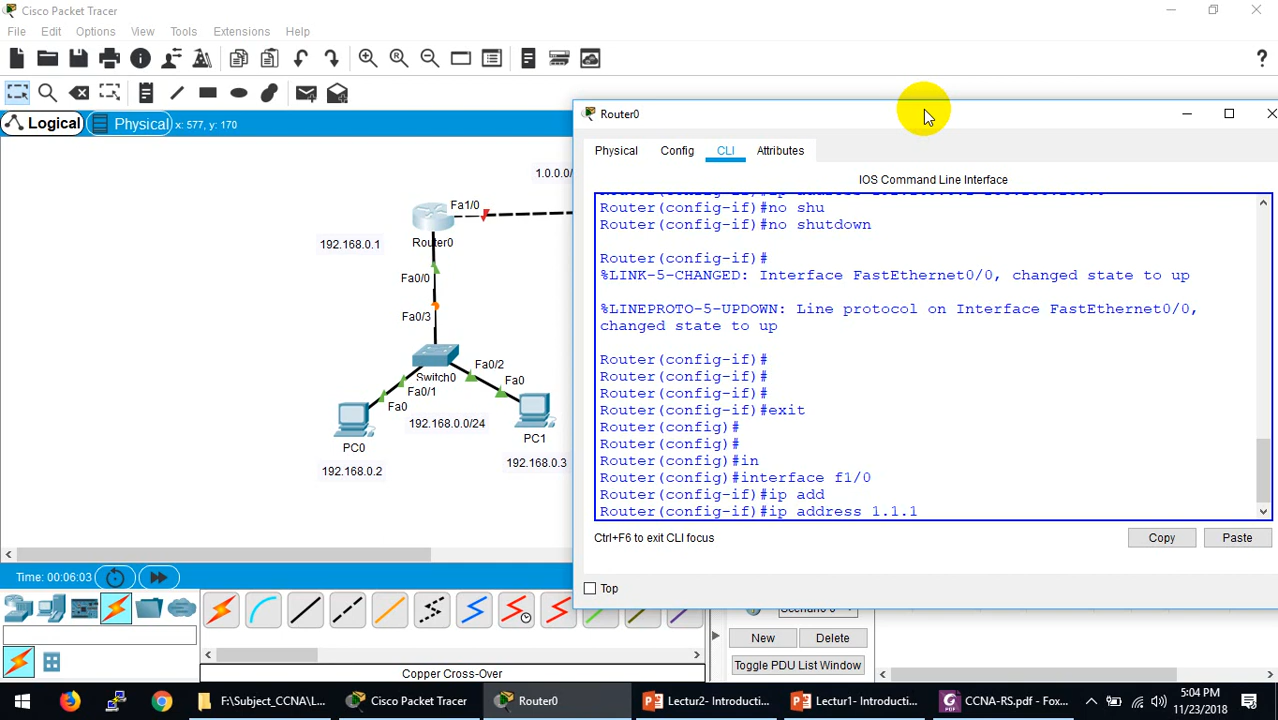 Cisco Packet Tracer
File Edit Options View Tools Extensions Help
?
Logical Physical x: 577, y: 170
1.0.0.0/
Fa1/0
192.168.0.1 Router0
Fa0/0
Fa0/3
Switch0 Fa0/2
Fa0/1 Fa0
Fa0 192.168.0.0/24
PC0 PC1
192.168.0.2 192.168.0.3
Router0
Physical Config CLI Attributes
IOS Command Line Interface
Router(config-if)#no shu
Router(config-if)#no shutdown
Router(config-if)#
%LINK-5-CHANGED: Interface FastEthernet0/0, changed state to up
%LINEPROTO-5-UPDOWN: Line protocol on Interface FastEthernet0/0,
changed state to up
Router(config-if)#
Router(config-if)#
Router(config-if)#
Router(config-if)#exit
Router(config)#
Router(config)#
Router(config)#in
Router(config)#interface f1/0
Router(config-if)#ip add
Router(config-if)#ip address 1.1.1
Ctrl+F6 to exit CLI focus Copy Paste
Top
Time: 00:06:03
New Delete
Toggle PDU List Window
Copper Cross-Over
F:\Subject_CCNA\L... Cisco Packet Tracer Router0 Lectur2- Introducti... Lectur1- Introducti... CCNA-RS.pdf - Fox...
5:04 PM
11/23/2018